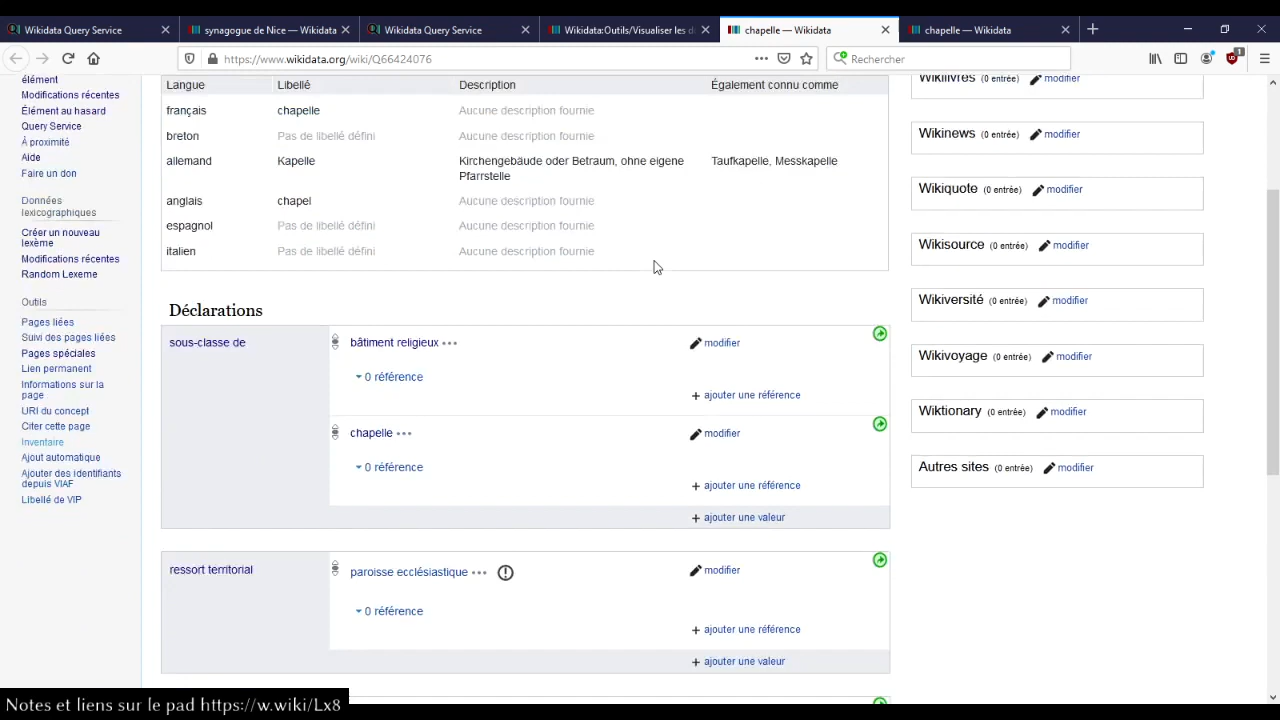 Wikidata Query Service
synagogue de Nice — Wikidata
Wikidata Query Service
Wikidata:Outils/Visualiser les d
chapelle — Wikidata
chapelle — Wikidata
https://www.wikidata.org/wiki/Q66424076
Rechercher
élément
Modifications récentes
Élément au hasard
Query Service
À proximité
Aide
Faire un don
Données
lexicographiques
Créer un nouveau
lexème
Modifications récentes
Random Lexeme
Outils
Pages liées
Suivi des pages liées
Pages spéciales
Lien permanent
Informations sur la
page
URI du concept
Citer cette page
Inventaire
Ajout automatique
Ajouter des identifiants
depuis VIAF
Libellé de VIP
Langue Libellé Description Également connu comme
français chapelle Aucune description fournie
breton Pas de libellé défini Aucune description fournie
allemand Kapelle Kirchengebäude oder Betraum, ohne eigene Taufkapelle, Messkapelle
Pfarrstelle
anglais chapel Aucune description fournie
espagnol Pas de libellé défini Aucune description fournie
italien Pas de libellé défini Aucune description fournie
Déclarations
sous-classe de bâtiment religieux modifier
0 référence
+ ajouter une référence
chapelle modifier
0 référence
+ ajouter une référence
+ ajouter une valeur
ressort territorial paroisse ecclésiastique modifier
0 référence
+ ajouter une référence
+ ajouter une valeur
Wikilivres (0 entrée) modifier
Wikinews (0 entrée) modifier
Wikiquote (0 entrée) modifier
Wikisource (0 entrée) modifier
Wikiversité (0 entrée) modifier
Wikivoyage (0 entrée) modifier
Wiktionary (0 entrée) modifier
Autres sites (0 entrée) modifier
Notes et liens sur le pad https://w.wiki/Lx8